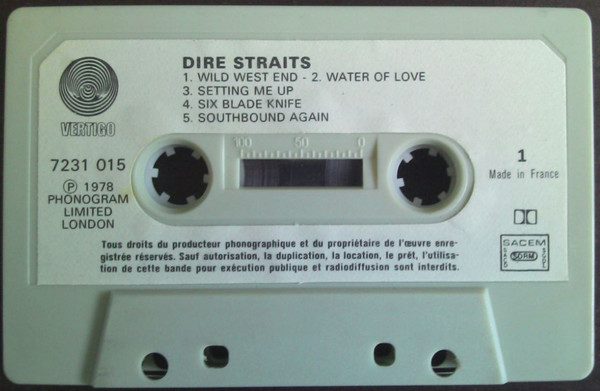 DIRE STRAITS
1. WILD WEST END - 2. WATER OF LOVE
3. SETTING ME UP
4. SIX BLADE KNIFE
5. SOUTHBOUND AGAIN
VERTIGO
7231 015
℗ 1978
PHONOGRAM
LIMITED
LONDON
100 50 0
1
Made in France
SACEM
SDRM
Tous droits du producteur phonographique et du propriétaire de l'œuvre enre-
gistrée réservés. Sauf autorisation, la duplication, la location, le prêt, l'utilisa-
tion de cette bande pour exécution publique et radiodiffusion sont interdits.